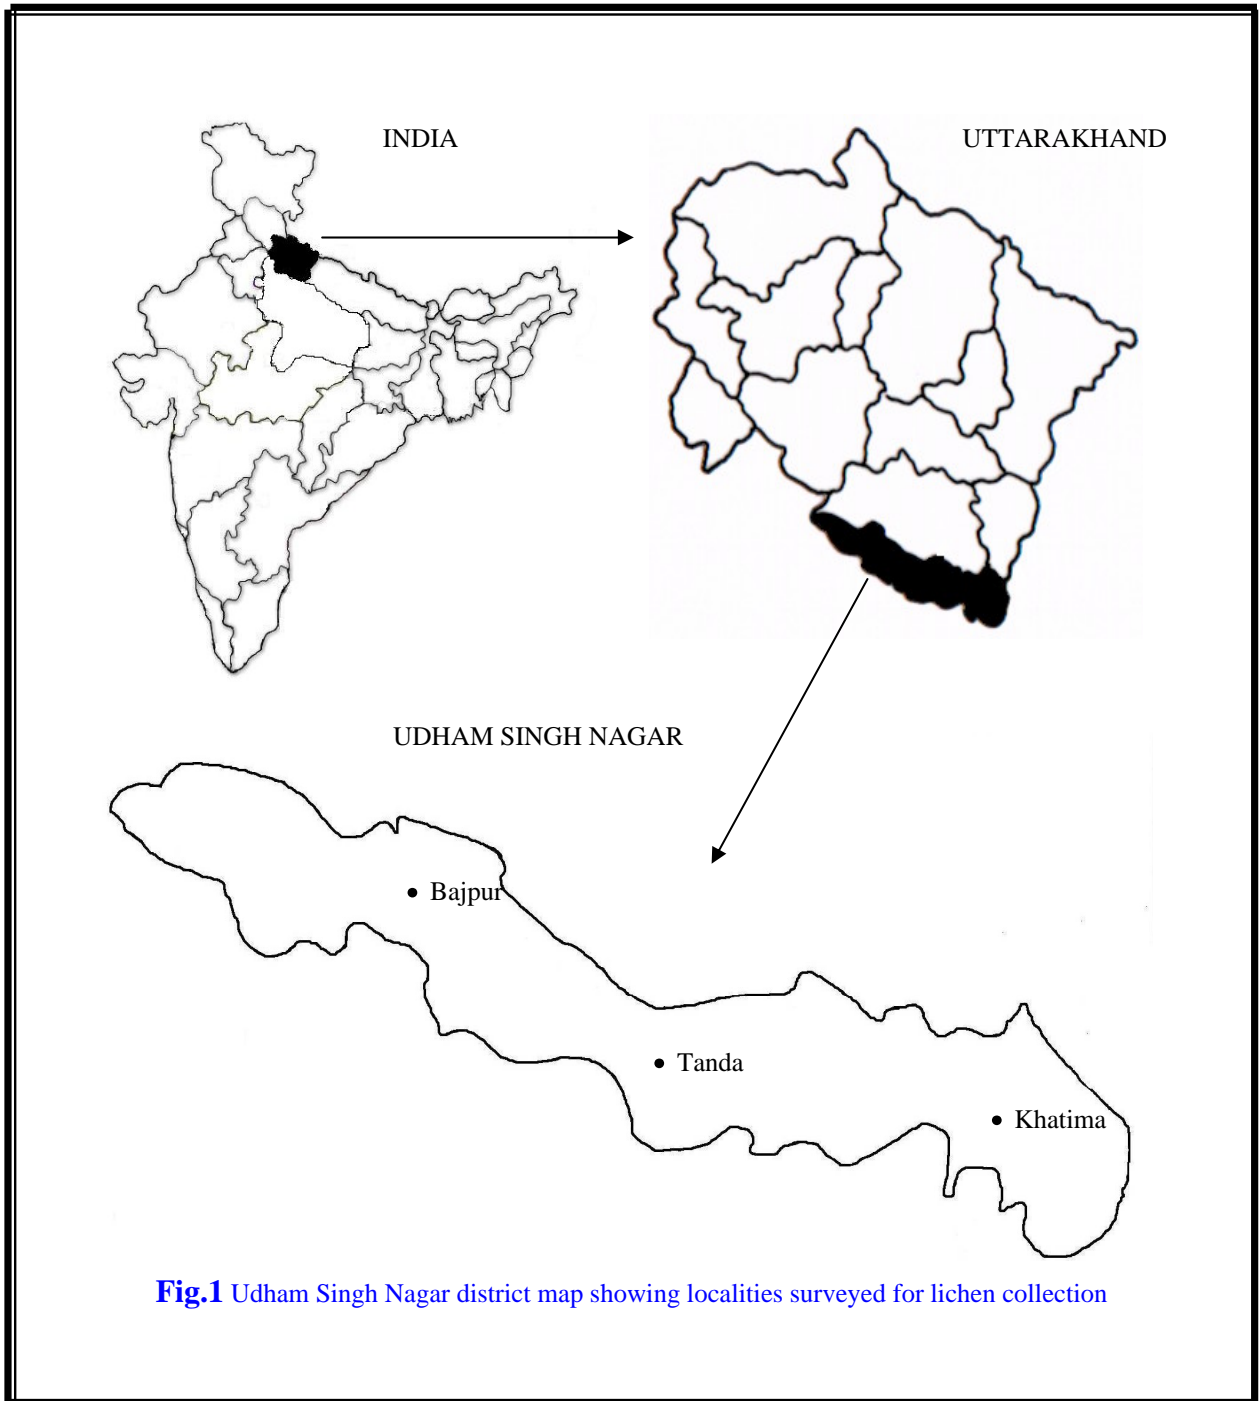 INDIA
UTTARAKHAND
UDHAM SINGH NAGAR
Bajpur
Tanda
Khatima
Fig.1 Udham Singh Nagar district map showing localities surveyed for lichen collection